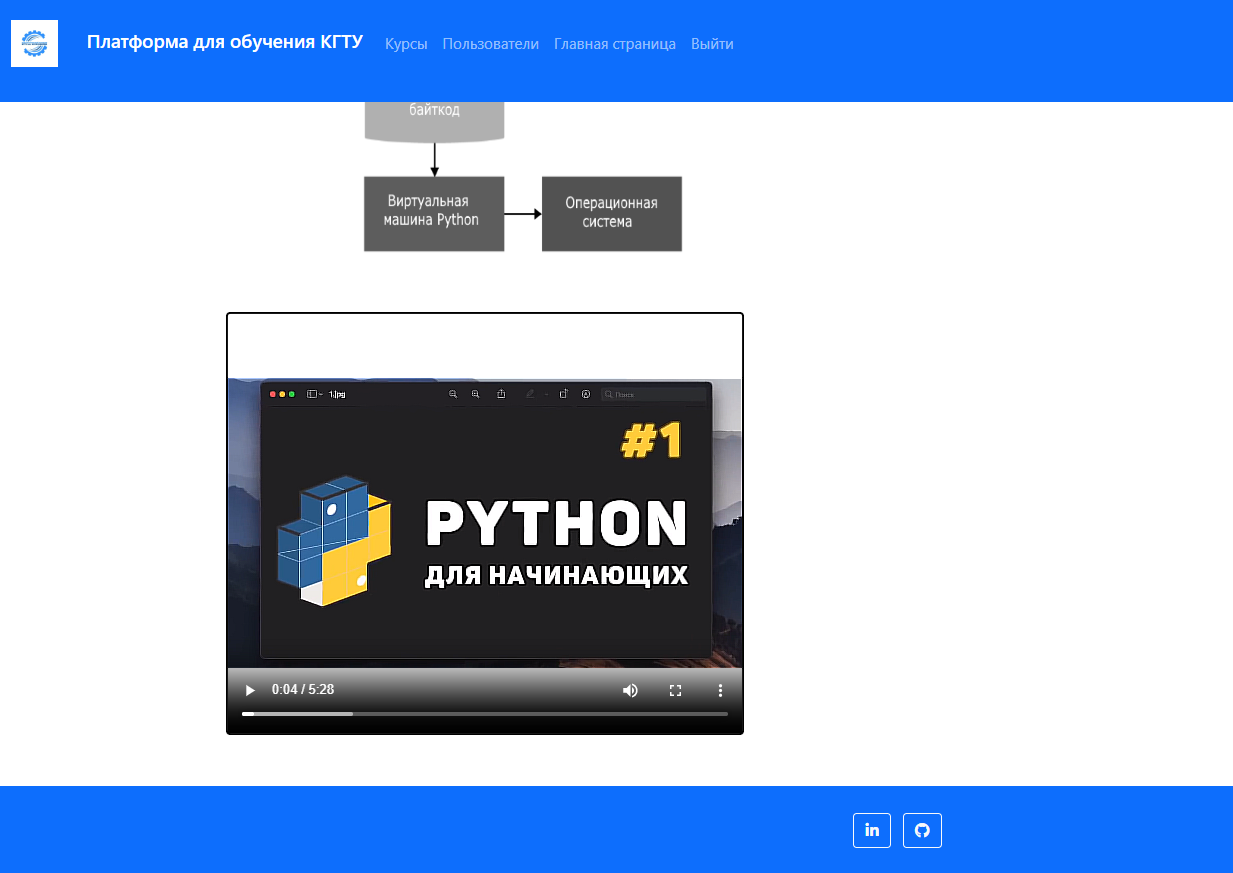 Платформа для обучения КГТУ
Курсы Пользователи Главная страница Выйти
байткод
Виртуальная
машина Python
Операционная
система
1.jpg
Поиск
#1
PYTHON
ДЛЯ НАЧИНАЮЩИХ
0:04 / 5:28
in